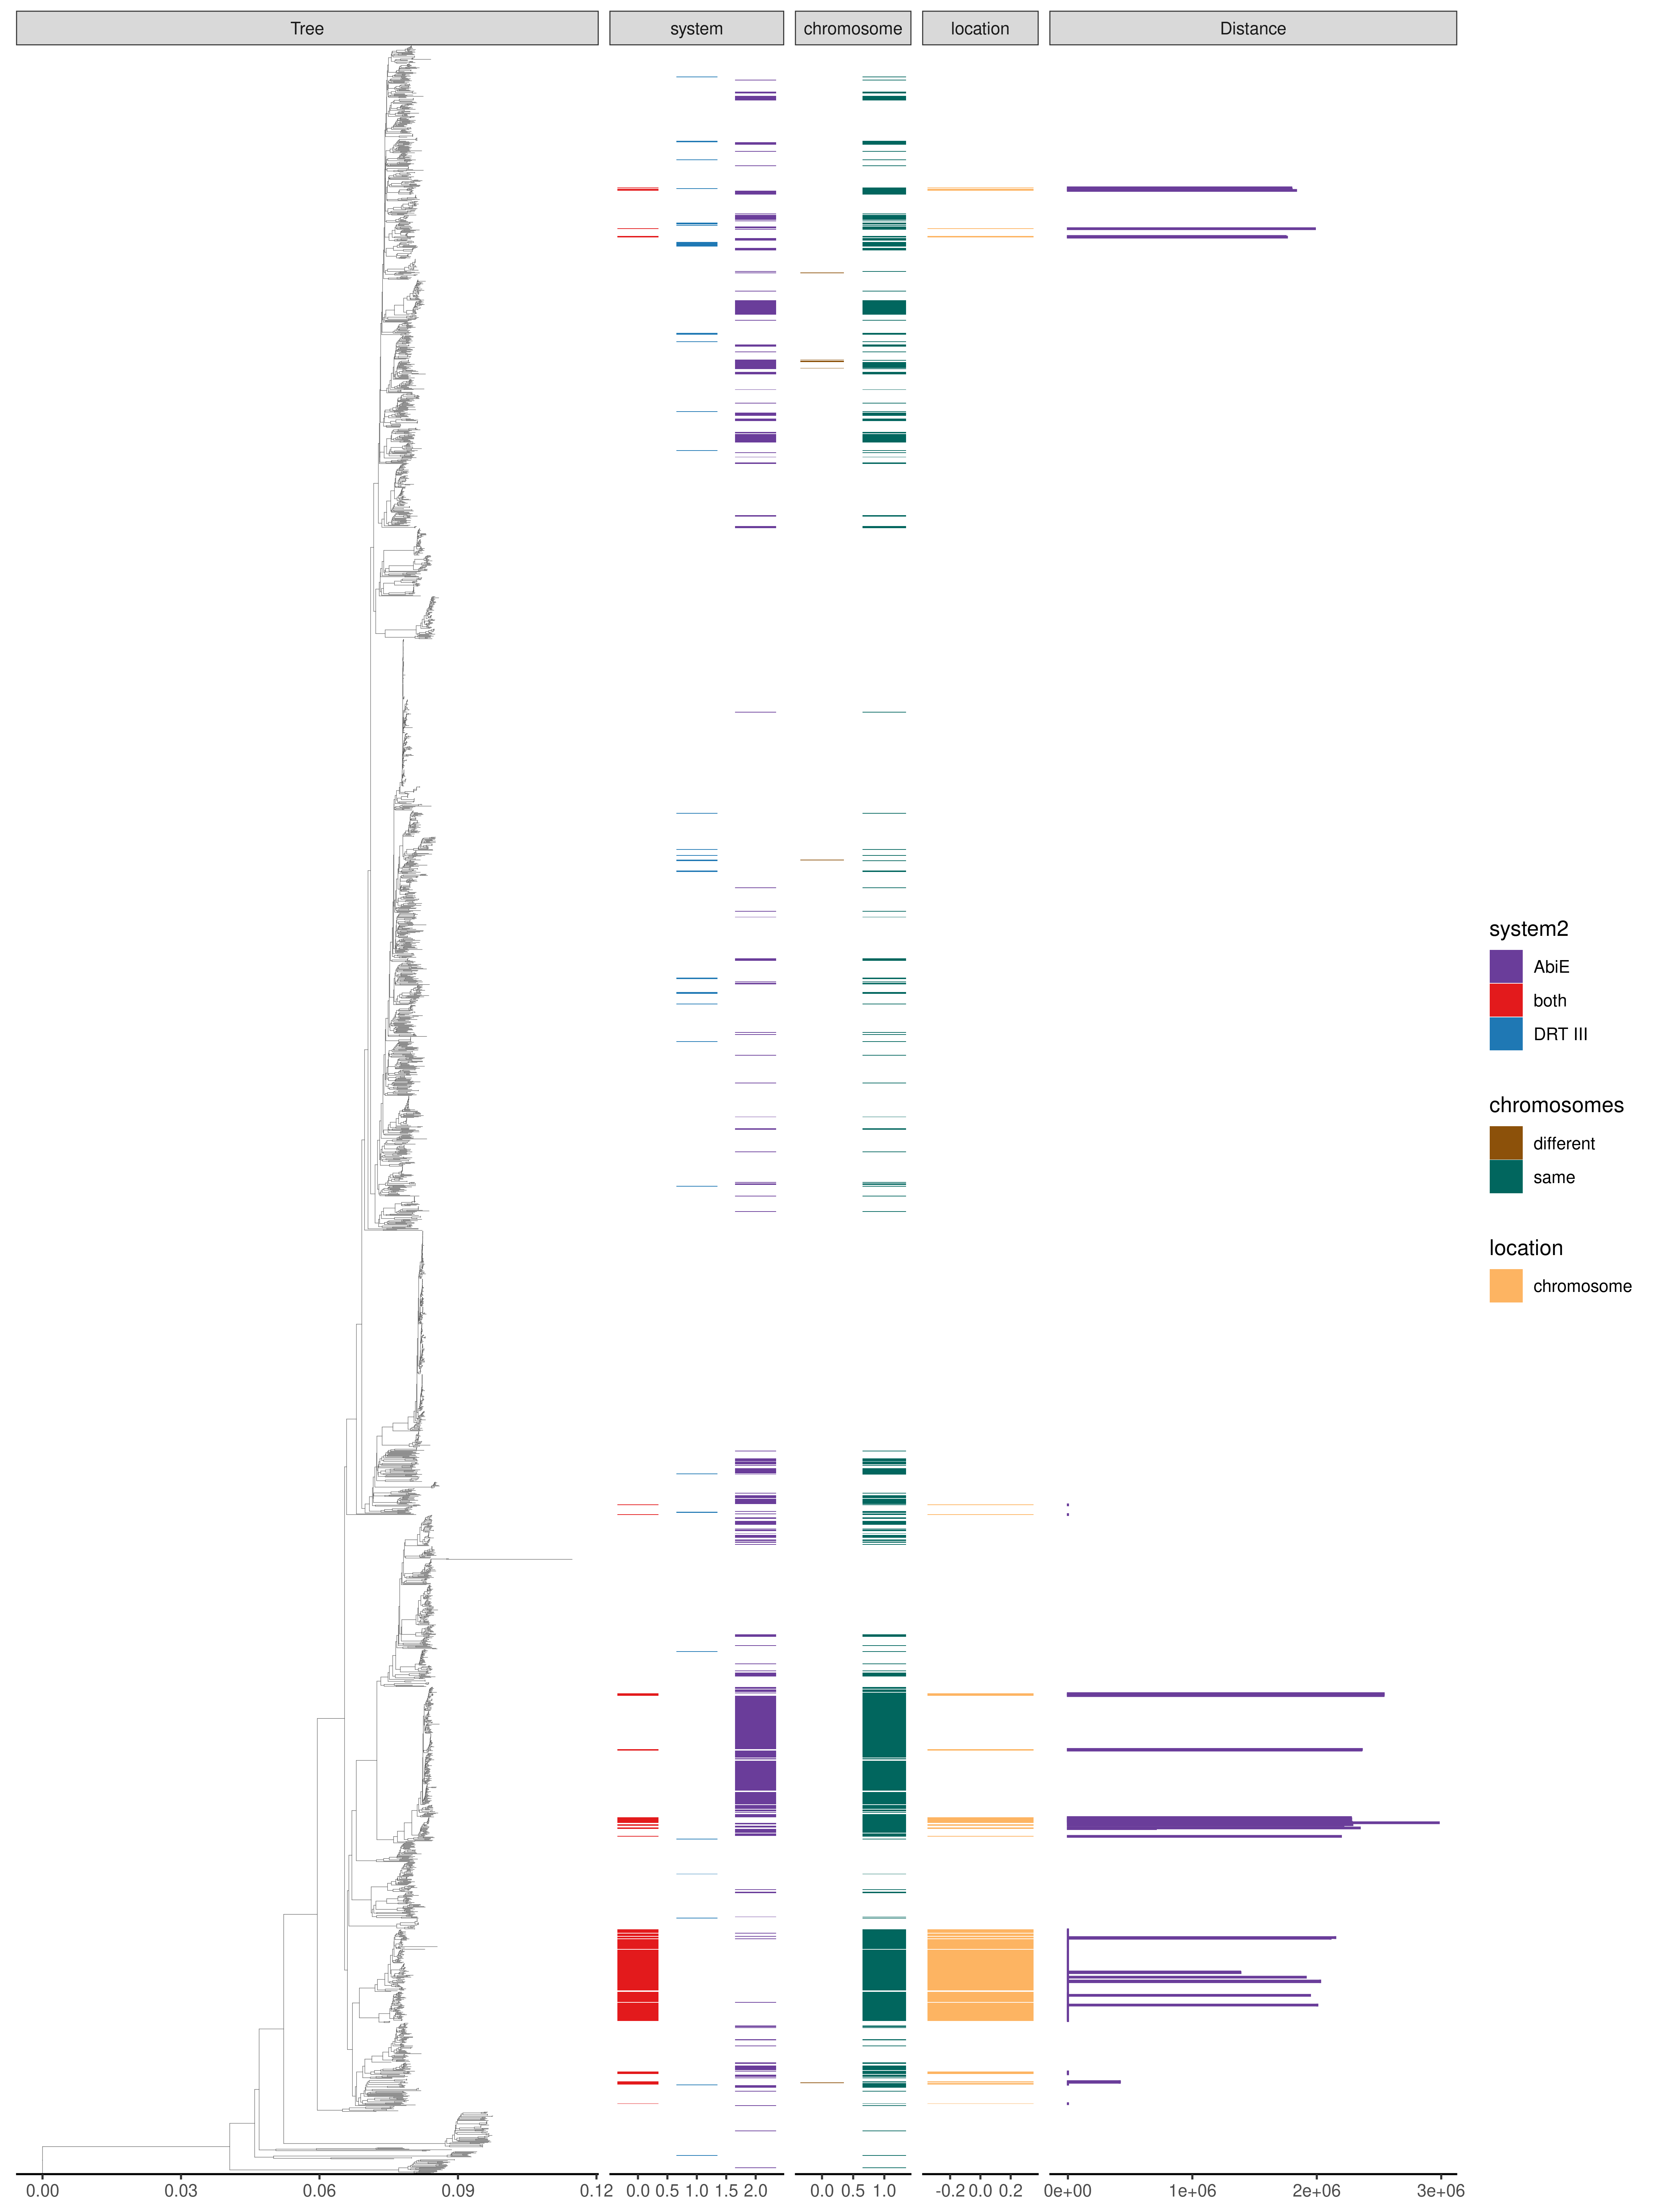 Tree system chromosome location Distance
system2
AbiE
both
DRT III
chromosomes
different
same
location
chromosome
0.00 0.03 0.06 0.09 0.12 0.0 0.5 1.0 1.5 2.0 0.0 0.5 1.0 -0.2 0.0 0.2 0e+00 1e+06 2e+06 3e+06